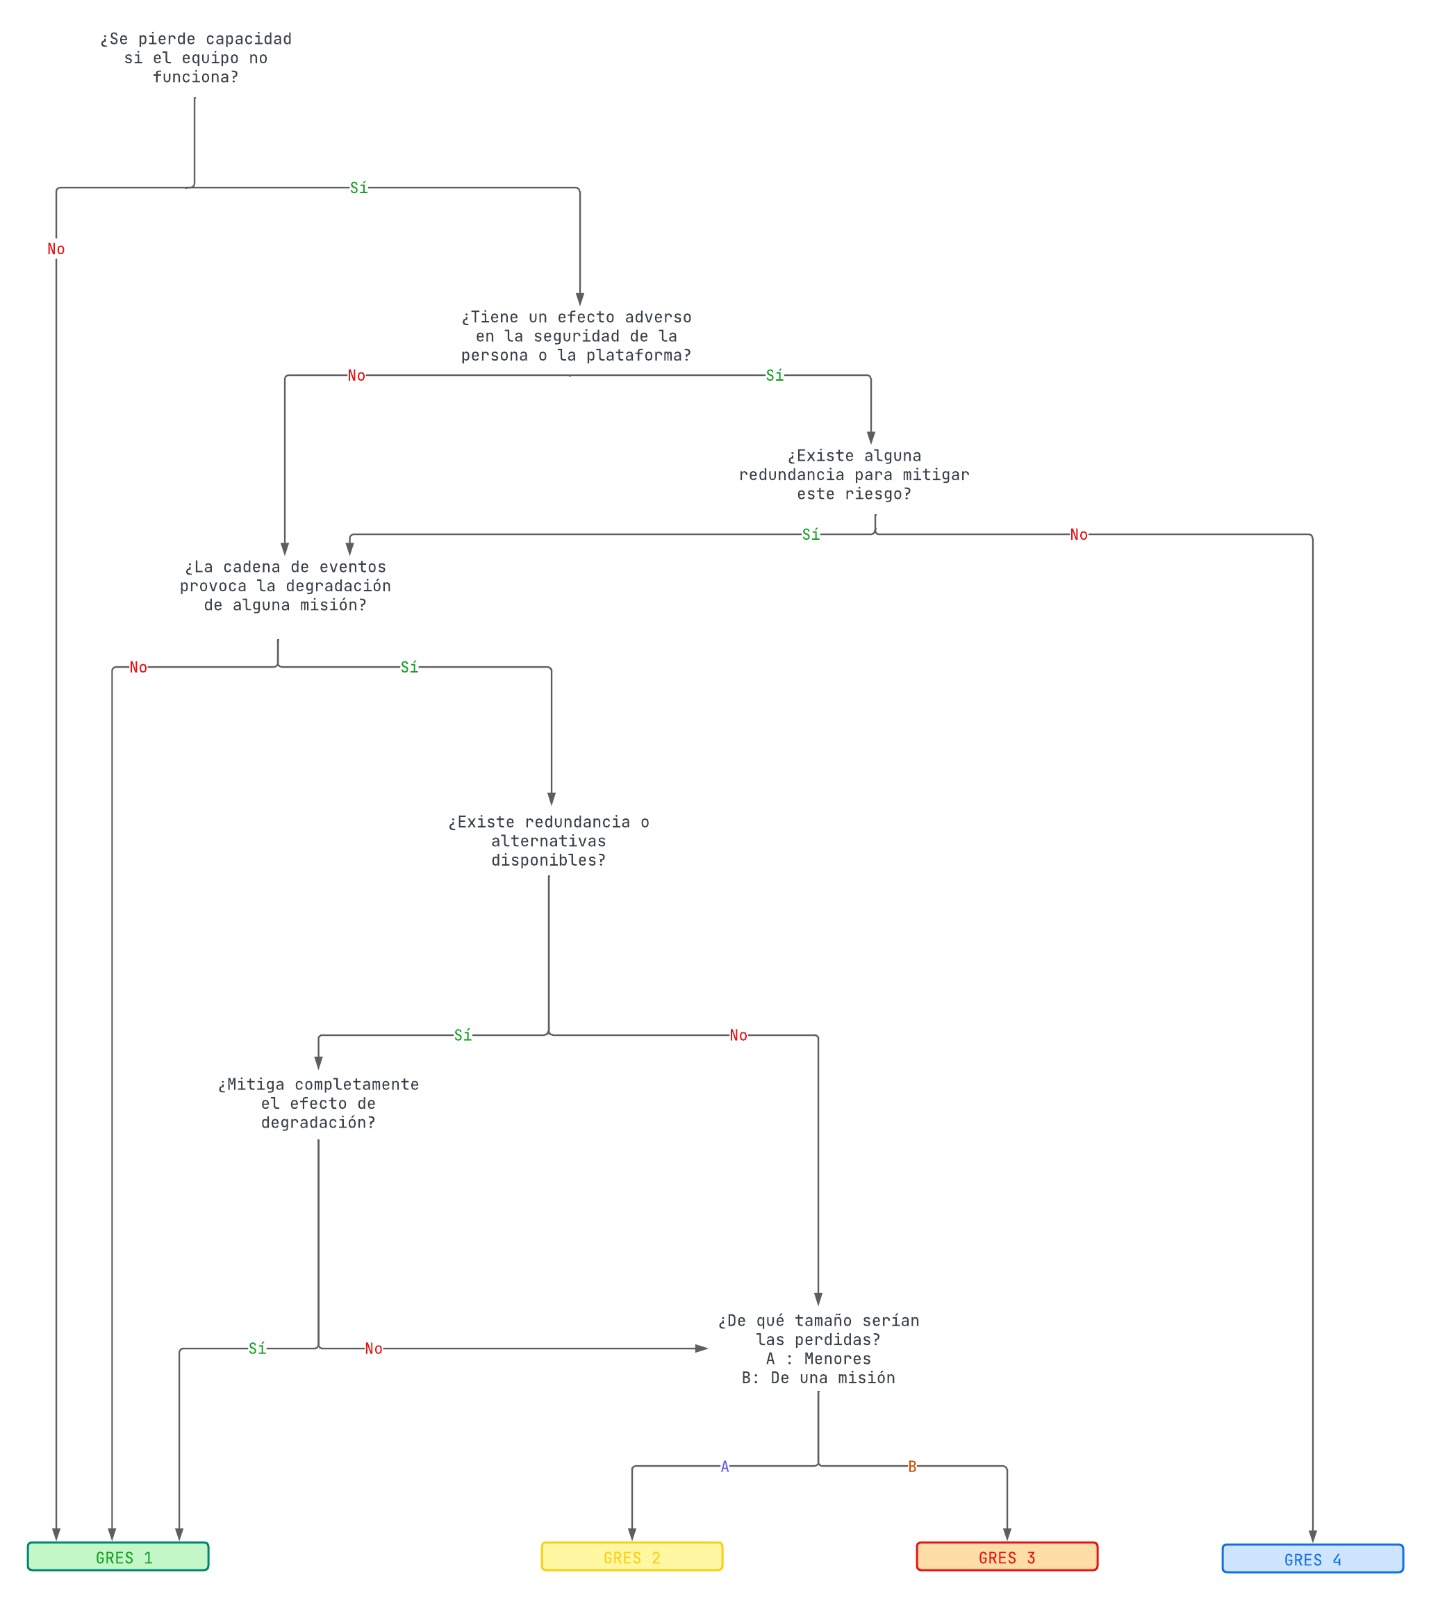 ¿Se pierde capacidad
si el equipo no
funciona?
Sí
No
¿Tiene un efecto adverso
en la seguridad de la
persona o la plataforma?
No
Sí
¿Existe alguna
redundancia para mitigar
este riesgo?
Sí
No
¿La cadena de eventos
provoca la degradación
de alguna misión?
No
Sí
¿Existe redundancia o
alternativas
disponibles?
Sí
No
¿Mitiga completamente
el efecto de
degradación?
Sí
No
¿De qué tamaño serían
las perdidas?
A : Menores
B: De una misión
A
B
GRES 1
GRES 2
GRES 3
GRES 4